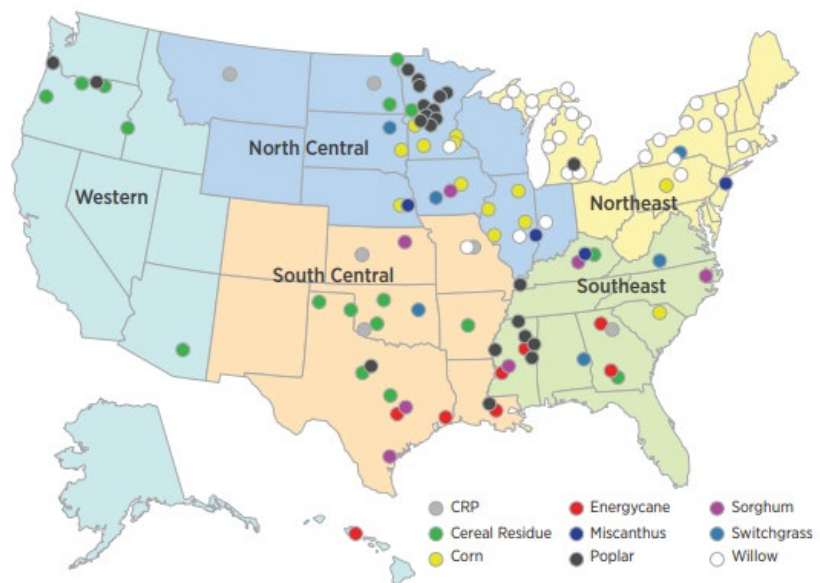 North Central
Western
Northeast
South Central
Southeast
CRP
Energycane
Sorghum
Cereal Residue
Miscanthus
Switchgrass
Corn
Poplar
Willow